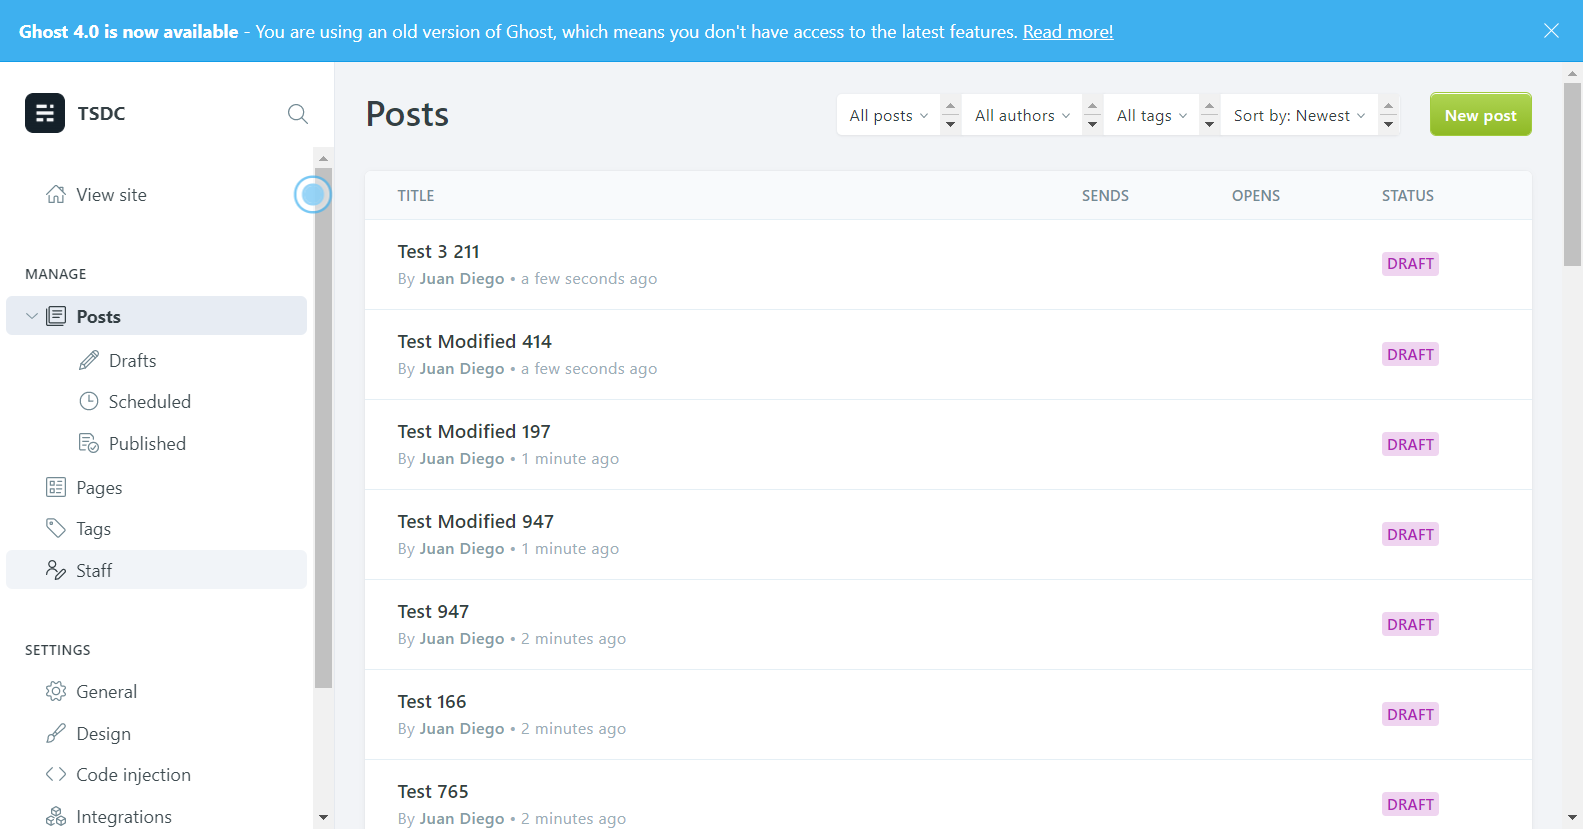 Ghost 4.0 is now available - You are using an old version of Ghost, which means you don't have access to the latest features. Read more!
TSDC
View site
MANAGE
Posts
Drafts
Scheduled
Published
Pages
Tags
Staff
SETTINGS
General
Design
Code injection
Integrations
Posts
All posts
All authors
All tags
Sort by: Newest
New post
TITLE SENDS OPENS STATUS
Test 3 211
By Juan Diego • a few seconds ago
DRAFT
Test Modified 414
By Juan Diego • a few seconds ago
DRAFT
Test Modified 197
By Juan Diego • 1 minute ago
DRAFT
Test Modified 947
By Juan Diego • 1 minute ago
DRAFT
Test 947
By Juan Diego • 2 minutes ago
DRAFT
Test 166
By Juan Diego • 2 minutes ago
DRAFT
Test 765
By Juan Diego • 2 minutes ago
DRAFT